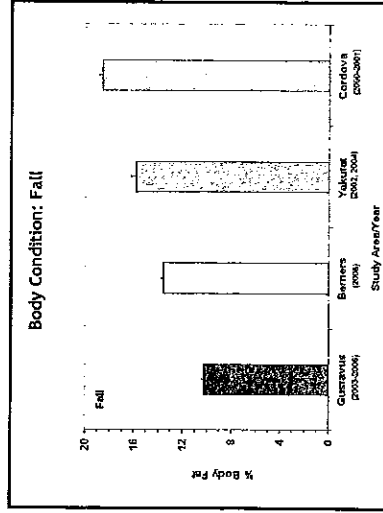 Body Condition: Fall
Fall
% Body Fat
20
16
12
8
4
0
Gustavus
(2003-2006)
Berners
(2006)
Yakutat
(2002, 2004)
Cordova
(2000-2001)
Study Area/Year